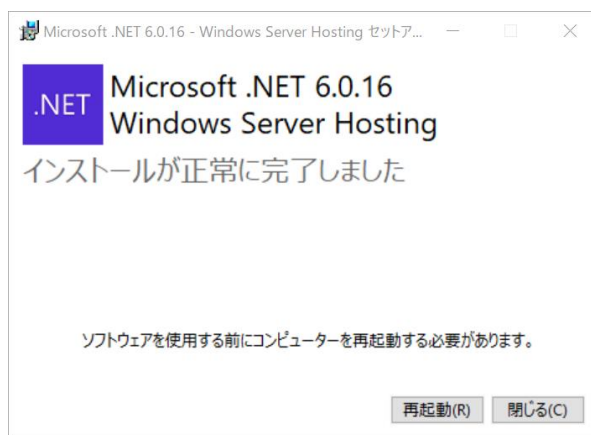 Microsoft .NET 6.0.16 - Windows Server Hosting セットア...
.NET
Microsoft .NET 6.0.16
Windows Server Hosting
インストールが正常に完了しました
ソフトウェアを使用する前にコンピューターを再起動する必要があります。
再起動(R)
閉じる(C)